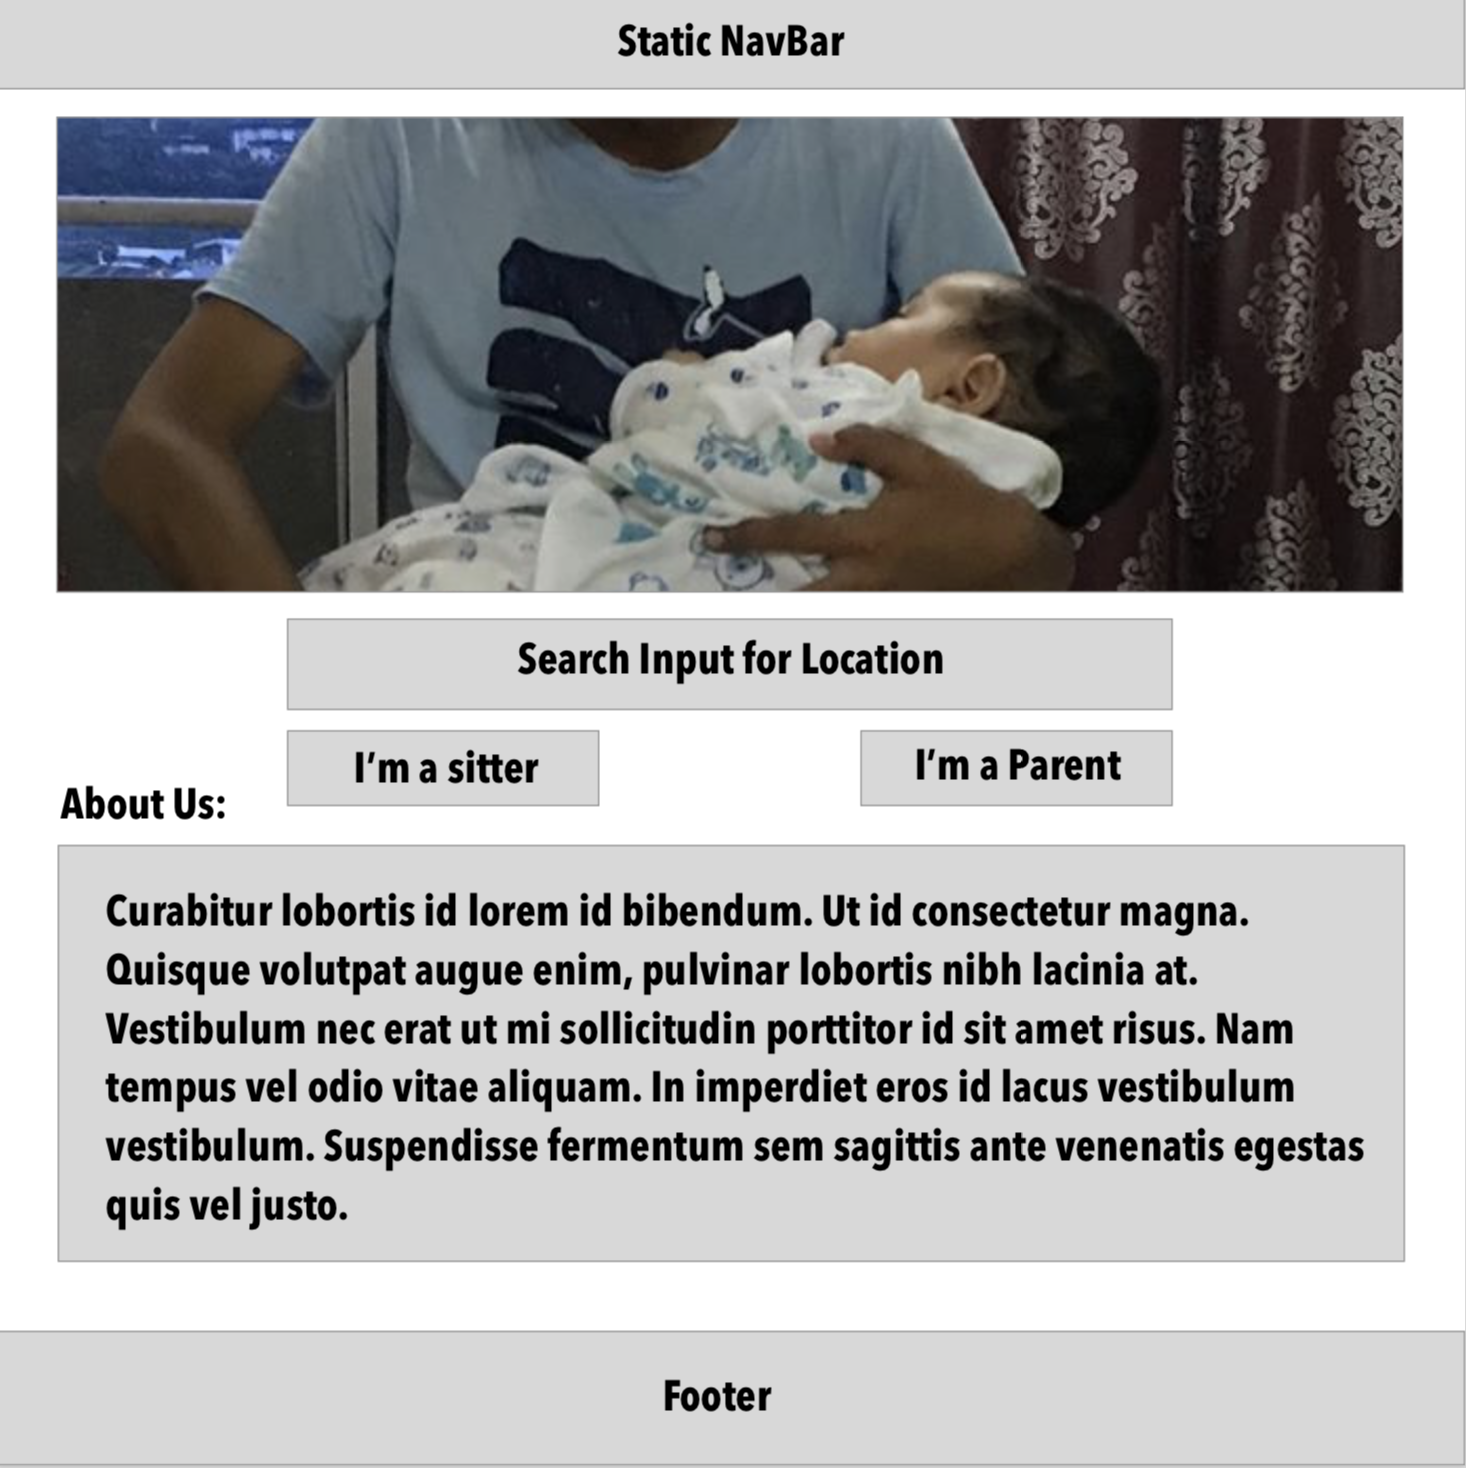 Static NavBar
Search Input for Location
I’m a sitter
I’m a Parent
About Us:
Curabitur lobortis id lorem id bibendum. Ut id consectetur magna.
Quisque volutpat augue enim, pulvinar lobortis nibh lacinia at.
Vestibulum nec erat ut mi sollicitudin porttitor id sit amet risus. Nam
tempus vel odio vitae aliquam. In imperdiet eros id lacus vestibulum
vestibulum. Suspendisse fermentum sem sagittis ante venenatis egestas
quis vel justo.
Footer